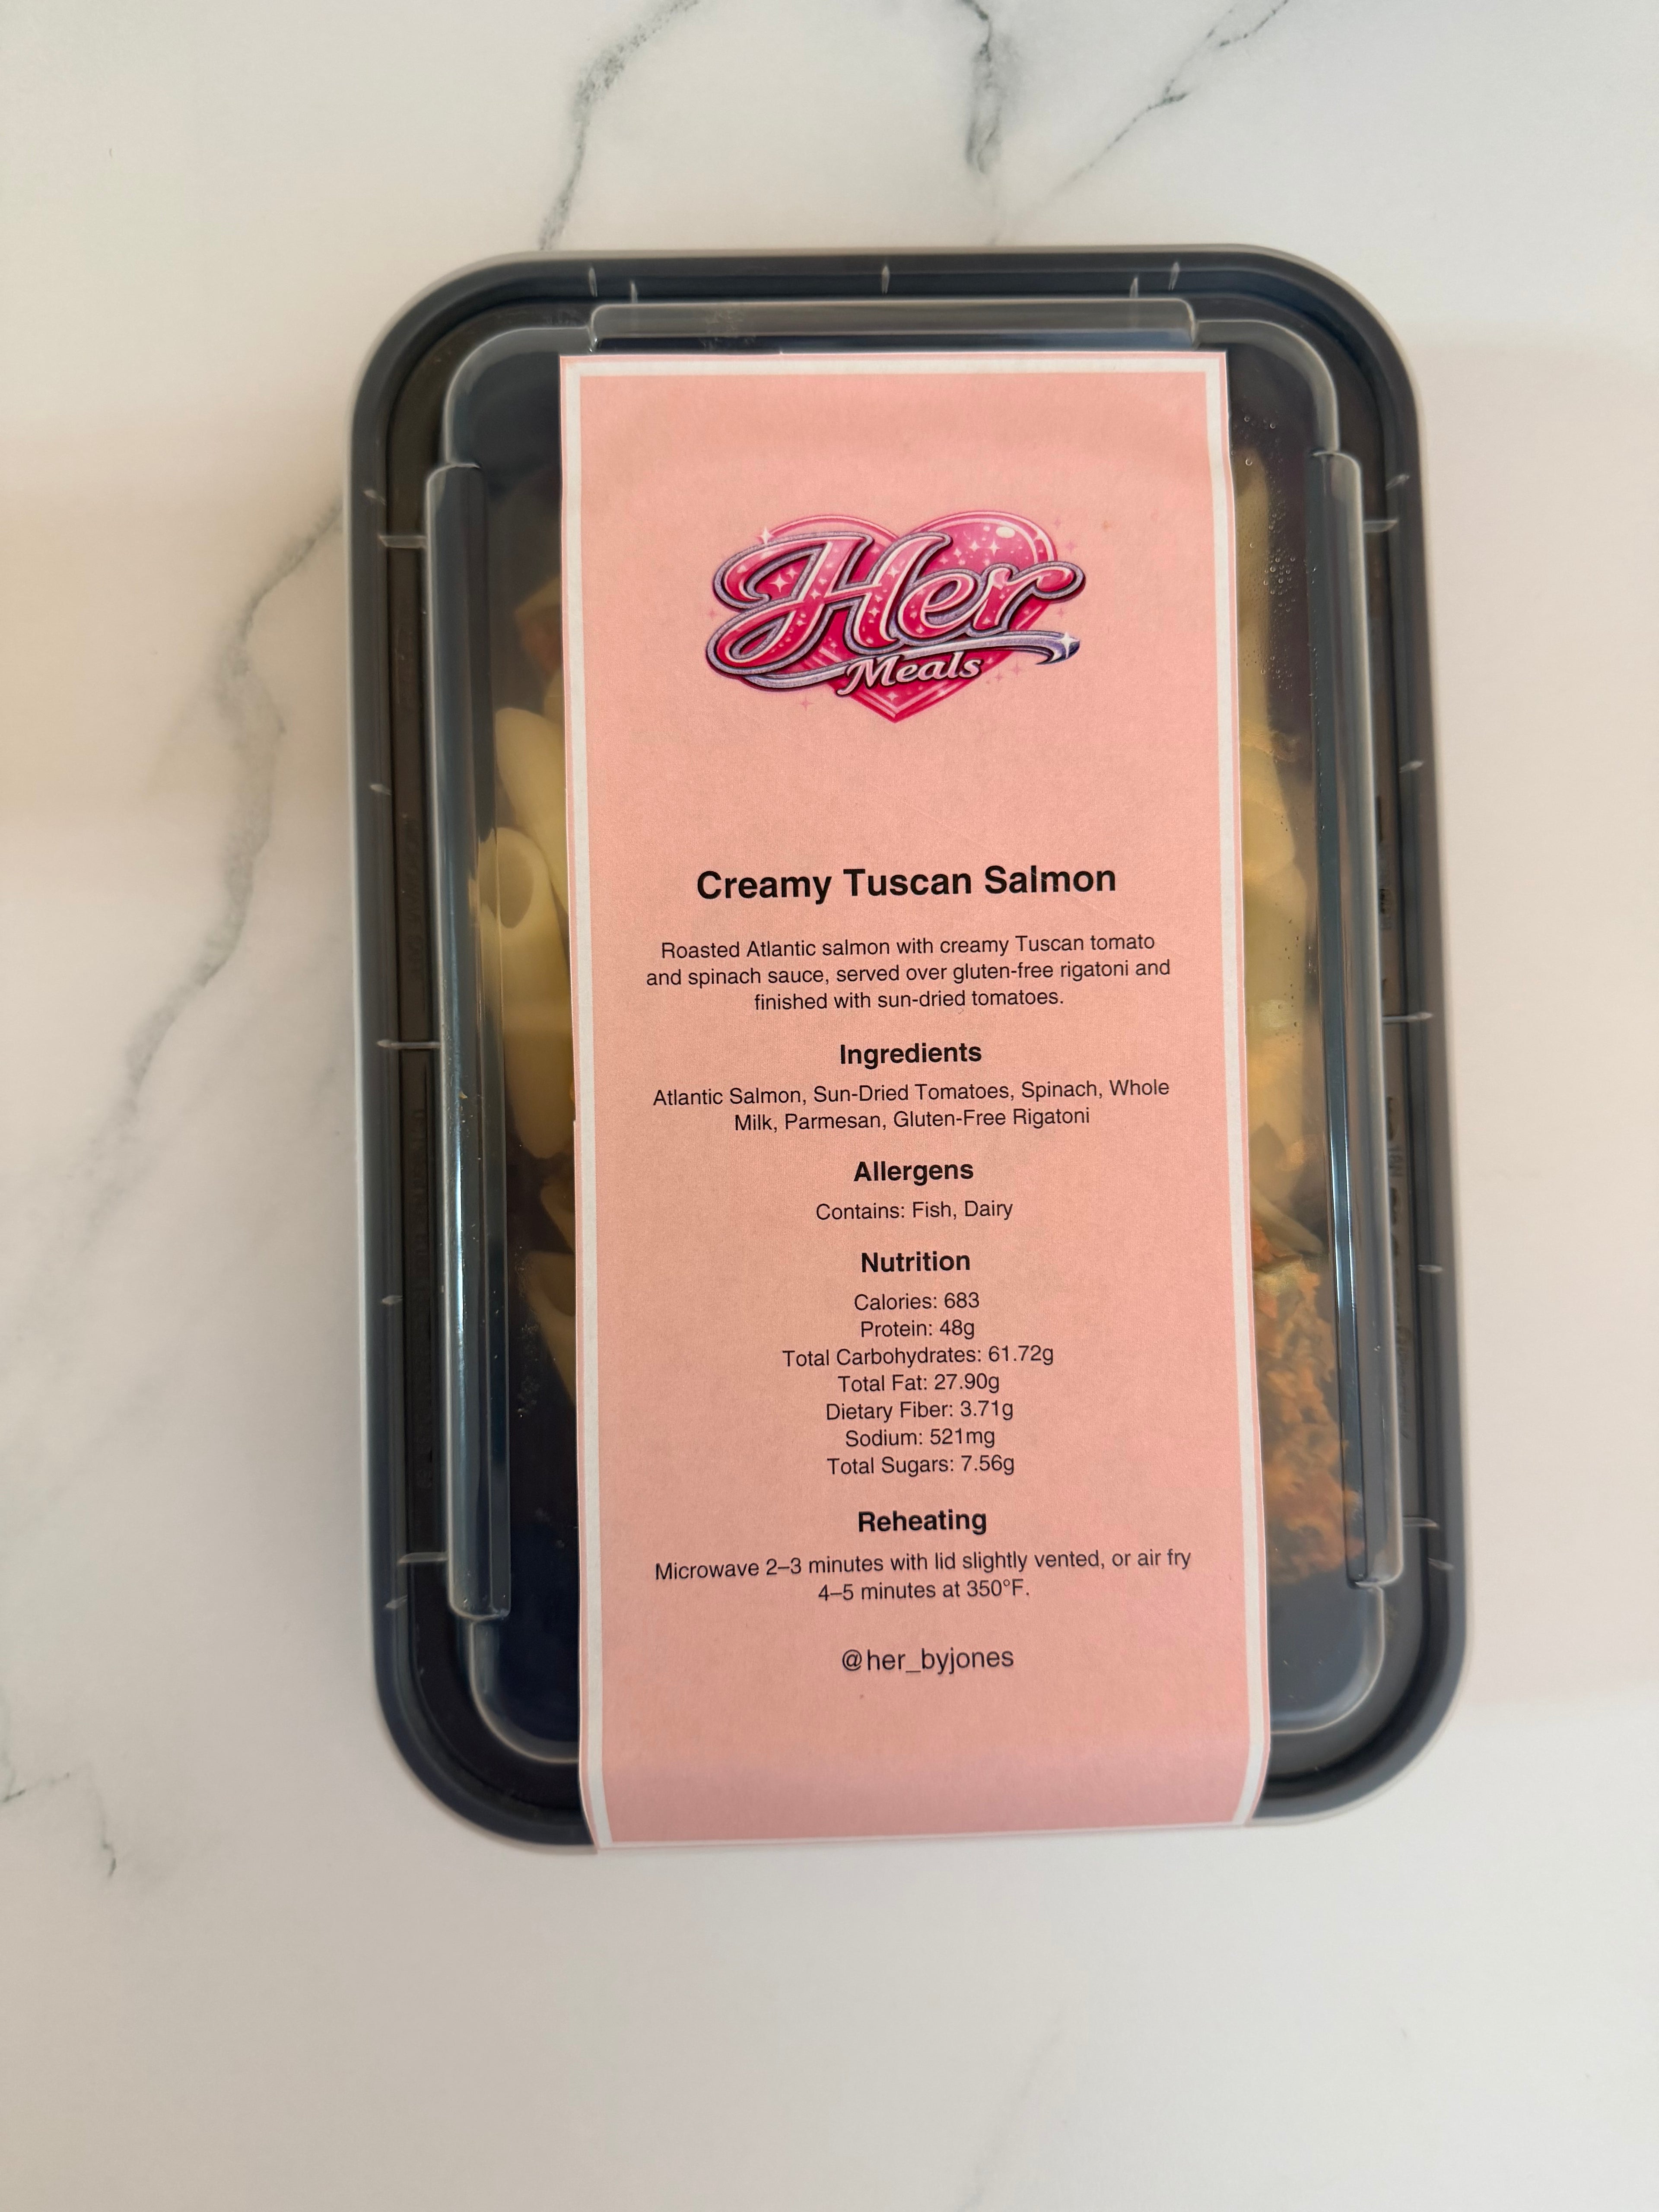 Her
Meals
Creamy Tuscan Salmon
Roasted Atlantic salmon with creamy Tuscan tomato
and spinach sauce, served over gluten-free rigatoni and
finished with sun-dried tomatoes.
Ingredients
Atlantic Salmon, Sun-Dried Tomatoes, Spinach, Whole
Milk, Parmesan, Gluten-Free Rigatoni
Allergens
Contains: Fish, Dairy
Nutrition
Calories: 683
Protein: 48g
Total Carbohydrates: 61.72g
Total Fat: 27.90g
Dietary Fiber: 3.71g
Sodium: 521mg
Total Sugars: 7.56g
Reheating
Microwave 2–3 minutes with lid slightly vented, or air fry
4–5 minutes at 350°F.
@her_byjones